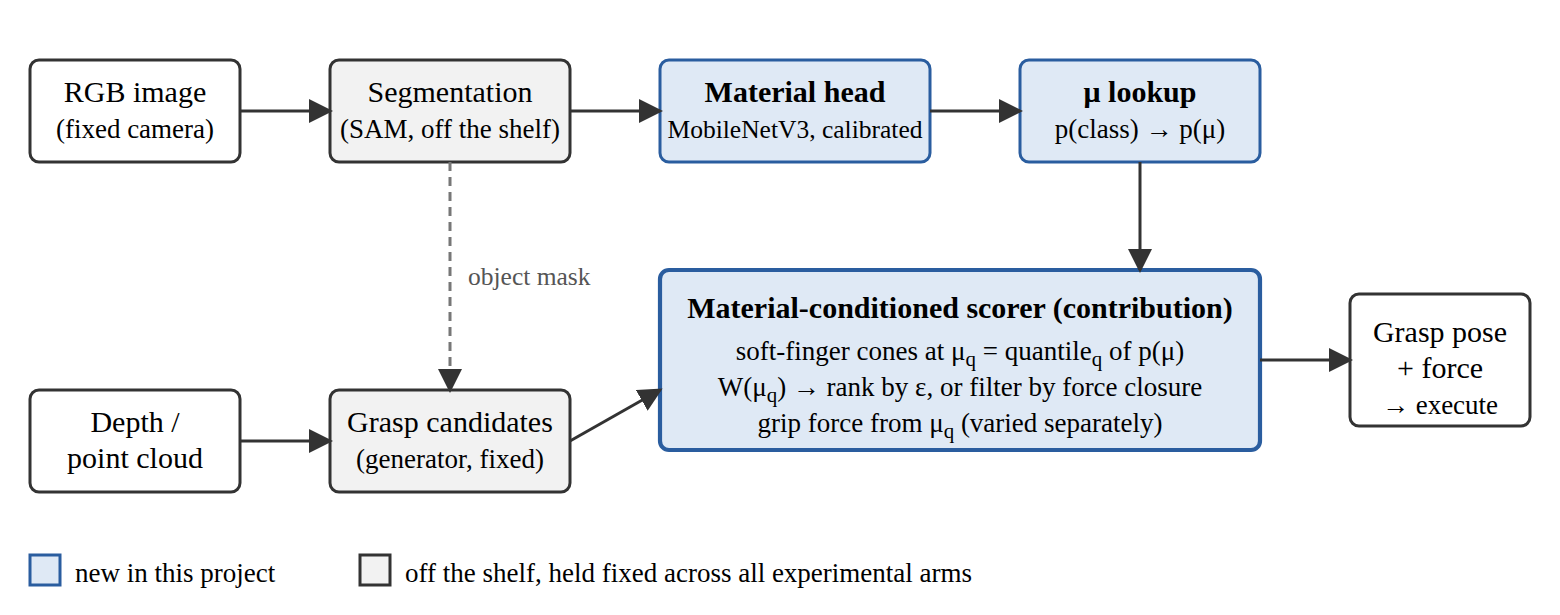 RGB image
(fixed camera)
Segmentation
(SAM, off the shelf)
Material head
MobileNetV3, calibrated
μ lookup
p(class) → p(μ)
object mask
Material-conditioned scorer (contribution)
soft-finger cones at μq = quantileq of p(μ)
W(μq) → rank by ε, or filter by force closure
grip force from μq (varied separately)
Grasp pose
+ force
→ execute
Depth /
point cloud
Grasp candidates
(generator, fixed)
new in this project
off the shelf, held fixed across all experimental arms